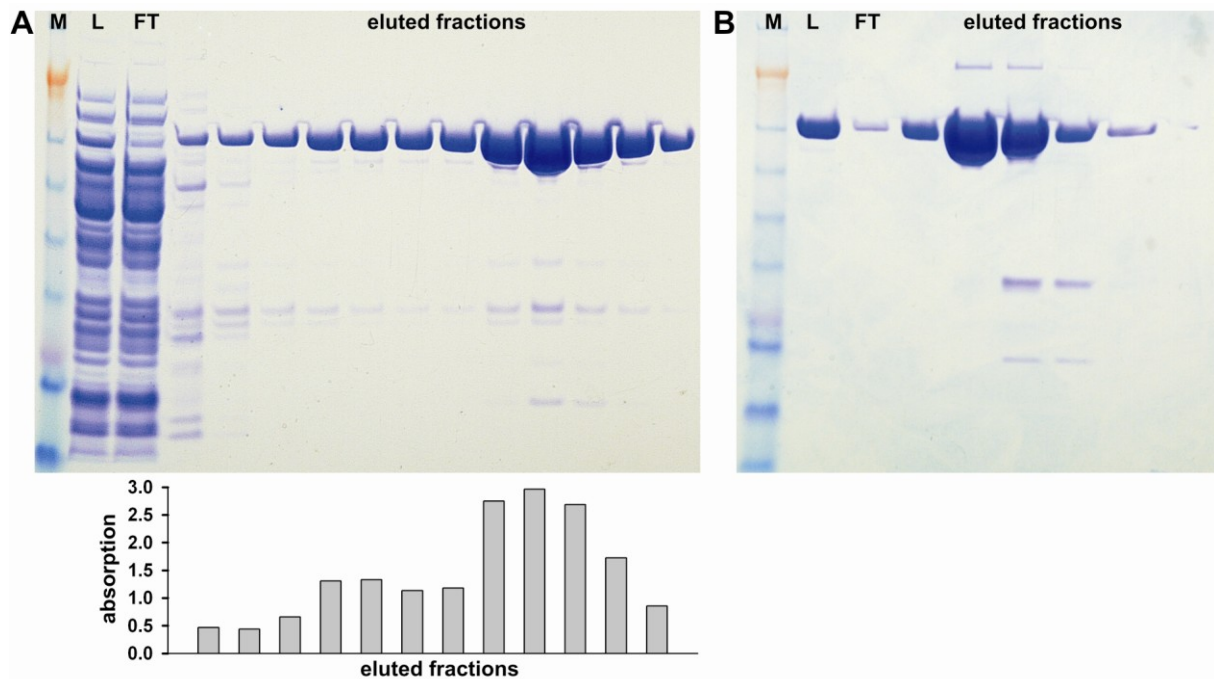 A M L FT eluted fractions
B M L FT eluted fractions
3.0
2.5
2.0
1.5
1.0
0.5
0.0
absorption
eluted fractions